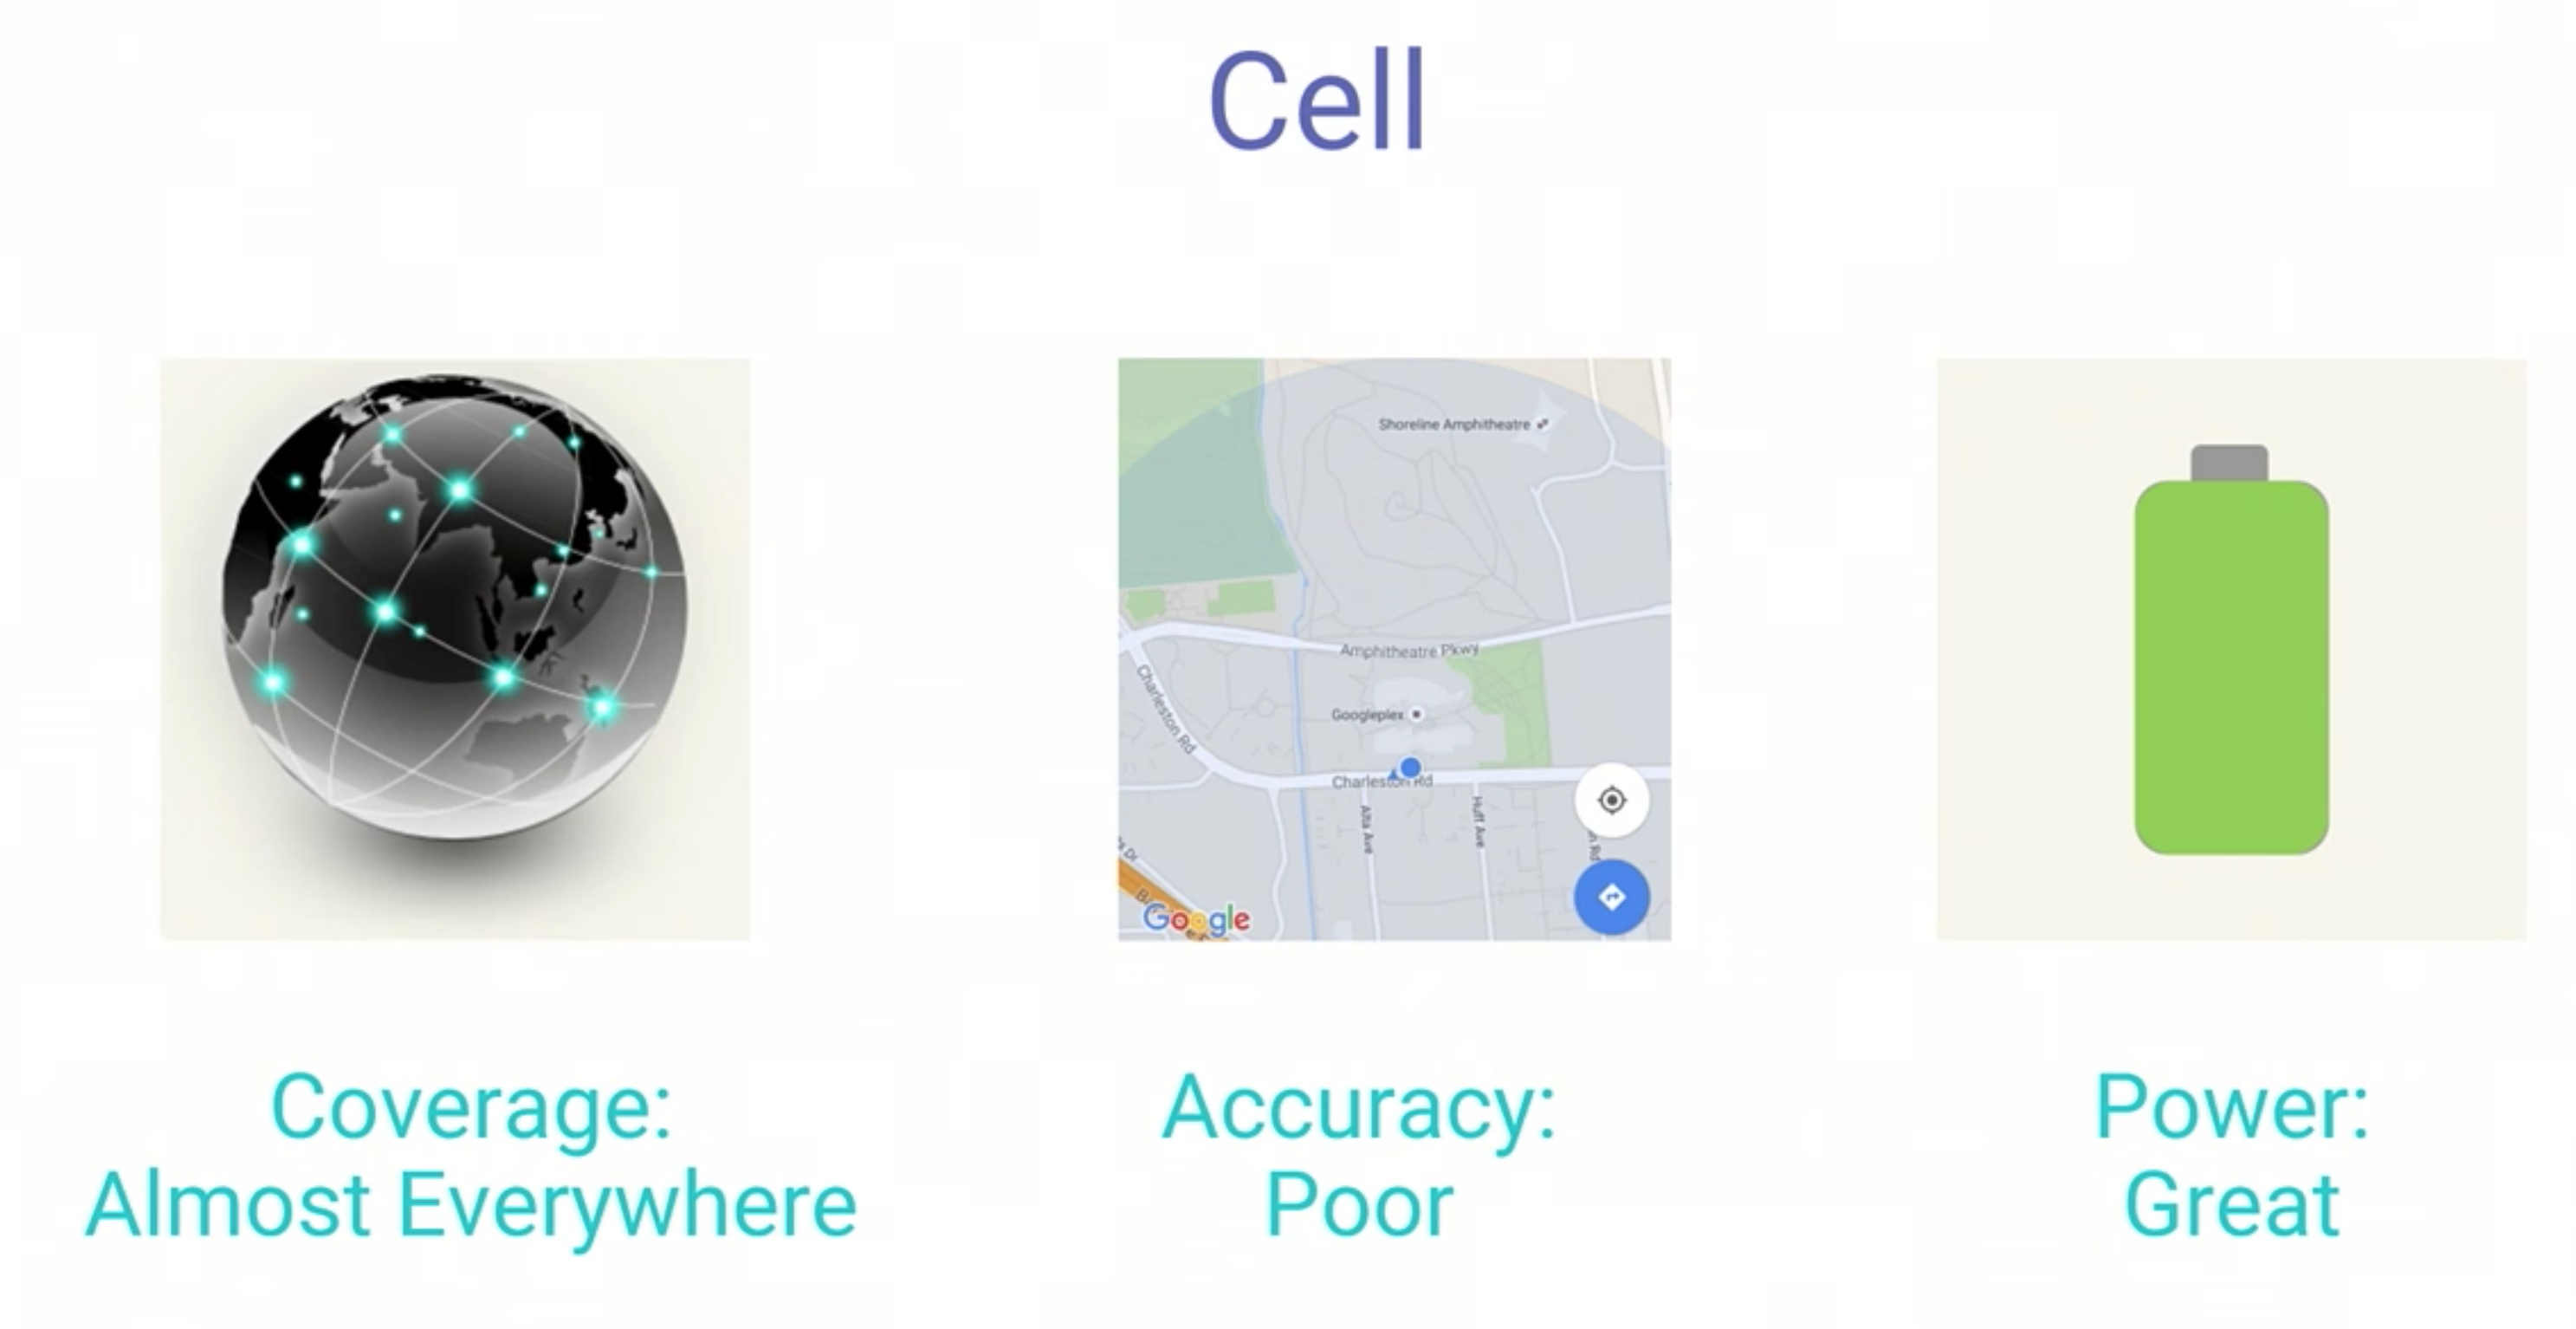 Cell
Shoreline Amphitheatre
Amphitheatre Pkwy
Charleston Rd
Googleplex
Charleston Rd
Alta Ave
Huff Ave
Rd
Google
Coverage:
Almost Everywhere
Accuracy:
Poor
Power:
Great